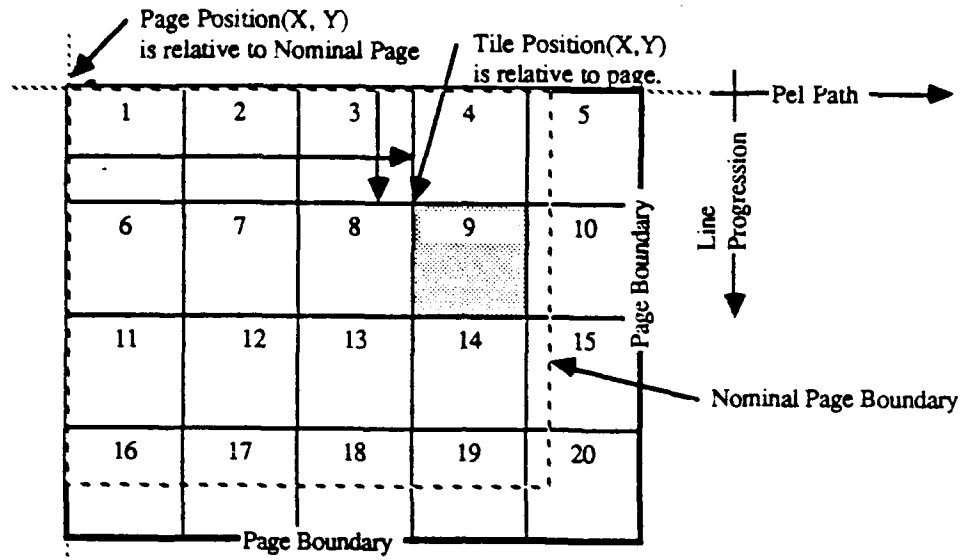 Page Position(X, Y)
is relative to Nominal Page
Tile Position(X,Y)
is relative to page.
Pel Path
1 2 3 4 5
Line
Progression
6 7 8 9 10
Page Boundary
11 12 13 14 15
Nominal Page Boundary
16 17 18 19 20
Page Boundary